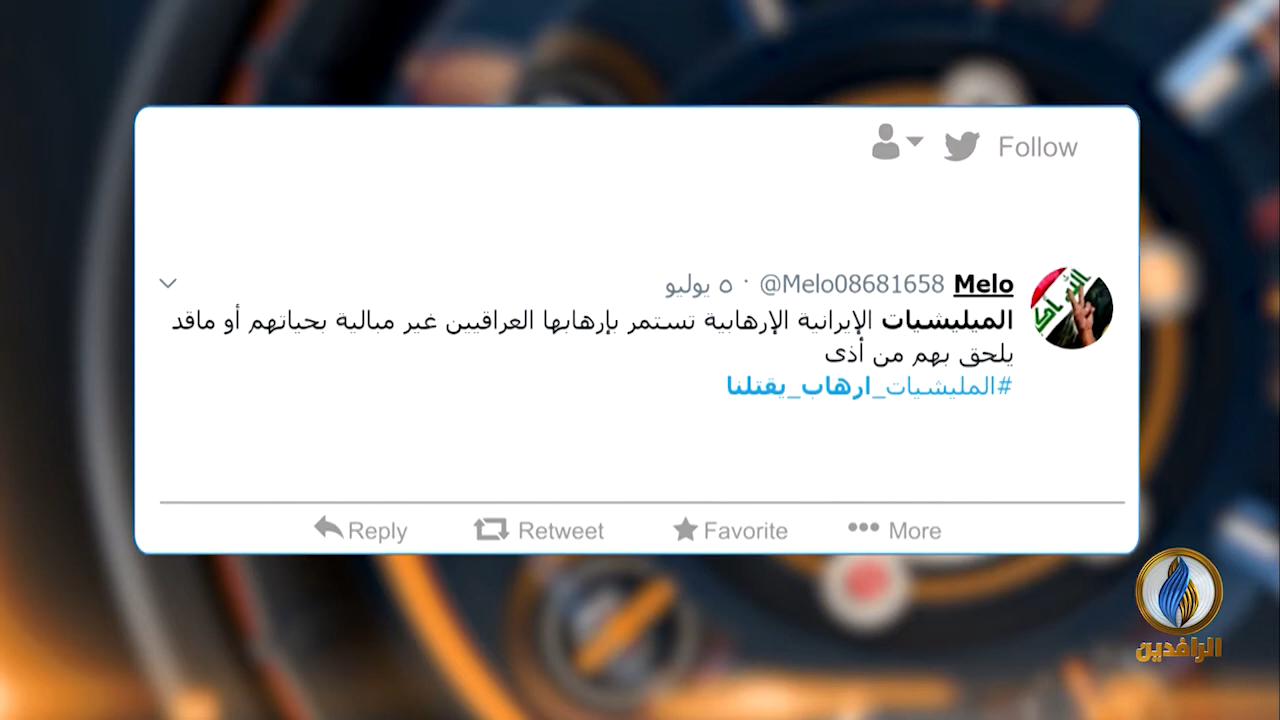 Follow
Melo @Melo08681658 · ٥ يوليو
الميليشيات الإيرانية الإرهابية تستمر بإرهابها العراقيين غير مبالية بحياتهم أو ماقد
يلحق بهم من أذى
#المليشيات_ارهاب_يقتلنا
Reply Retweet Favorite ••• More
الرافدين